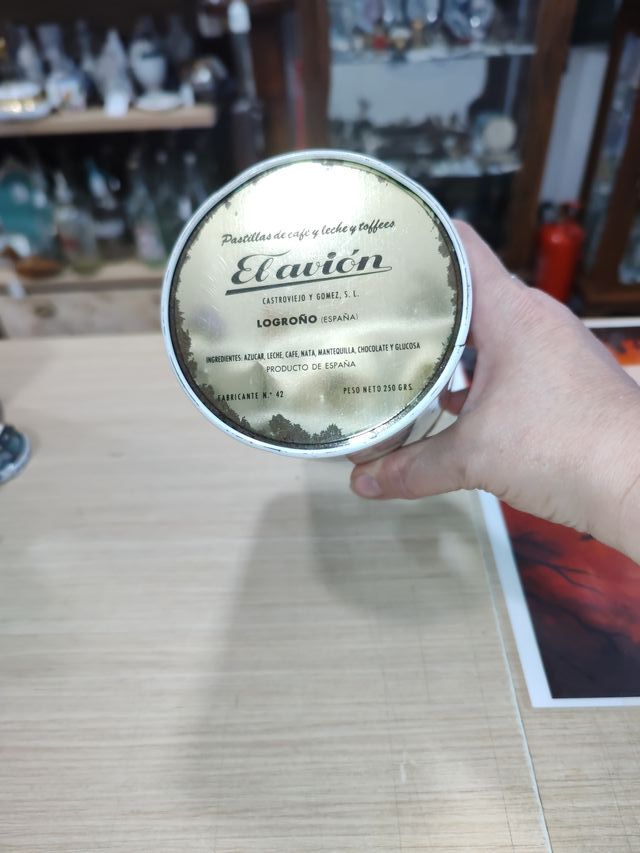 Pastillas de café y leche y toffees
El avión
CASTROVIEJO Y GOMEZ, S. L.
LOGROÑO (ESPAÑA)
INGREDIENTES: AZUCAR, LECHE, CAFE, NATA, MANTEQUILLA, CHOCOLATE Y GLUCOSA
PRODUCTO DE ESPAÑA
FABRICANTE N.° 42 PESO NETO 250 GRS.